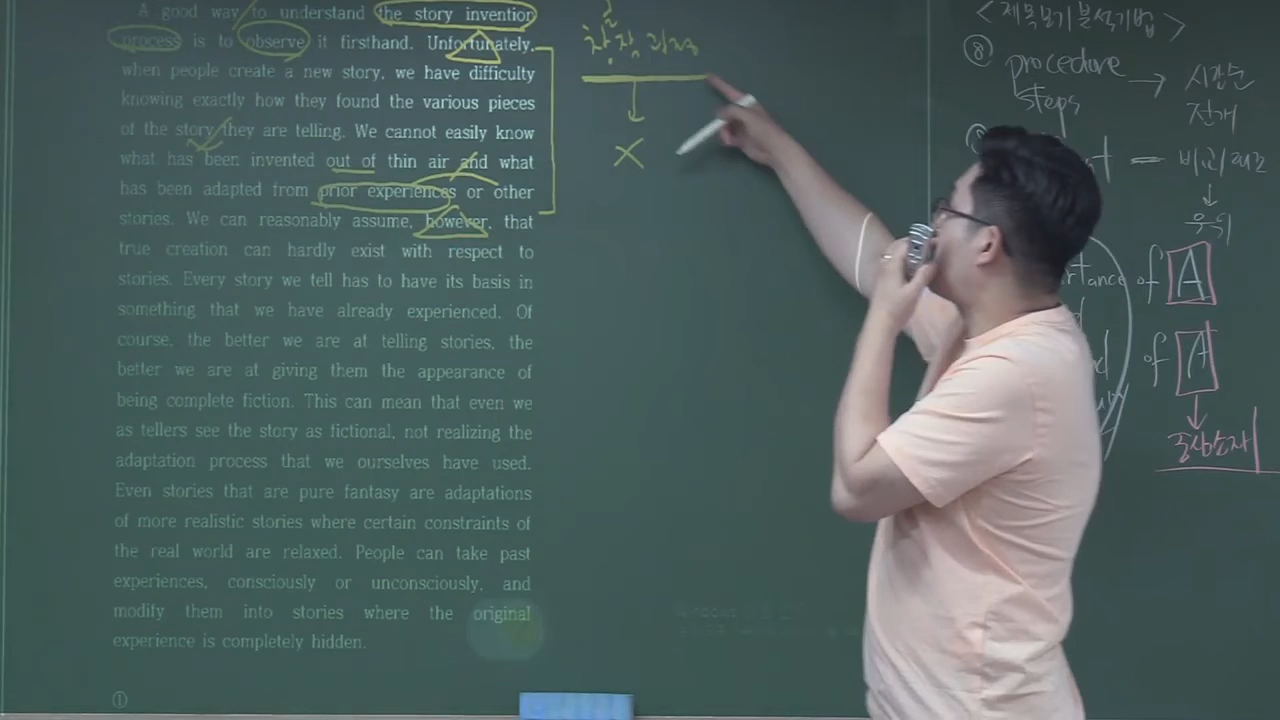 A good way to understand the story invention
process is to observe it firsthand. Unfortunately,
when people create a new story, we have difficulty
knowing exactly how they found the various pieces
of the story they are telling. We cannot easily know
what has been invented out of thin air and what
has been adapted from prior experiences or other
stories. We can reasonably assume, however, that
true creation can hardly exist with respect to
stories. Every story we tell has to have its basis in
something that we have already experienced. Of
course, the better we are at telling stories, the
better we are at giving them the appearance of
being complete fiction. This can mean that even we
as tellers see the story as fictional, not realizing the
adaptation process that we ourselves have used.
Even stories that are pure fantasy are adaptations
of more realistic stories where certain constraints of
the real world are relaxed. People can take past
experiences, consciously or unconsciously, and
modify them into stories where the original
experience is completely hidden.
①
창작 과정
X
<제목보기분석기법>
⑧ procedure → 시간순
steps 전개
= 비교대조
↓
우위
of A
of A
↓
중심소재